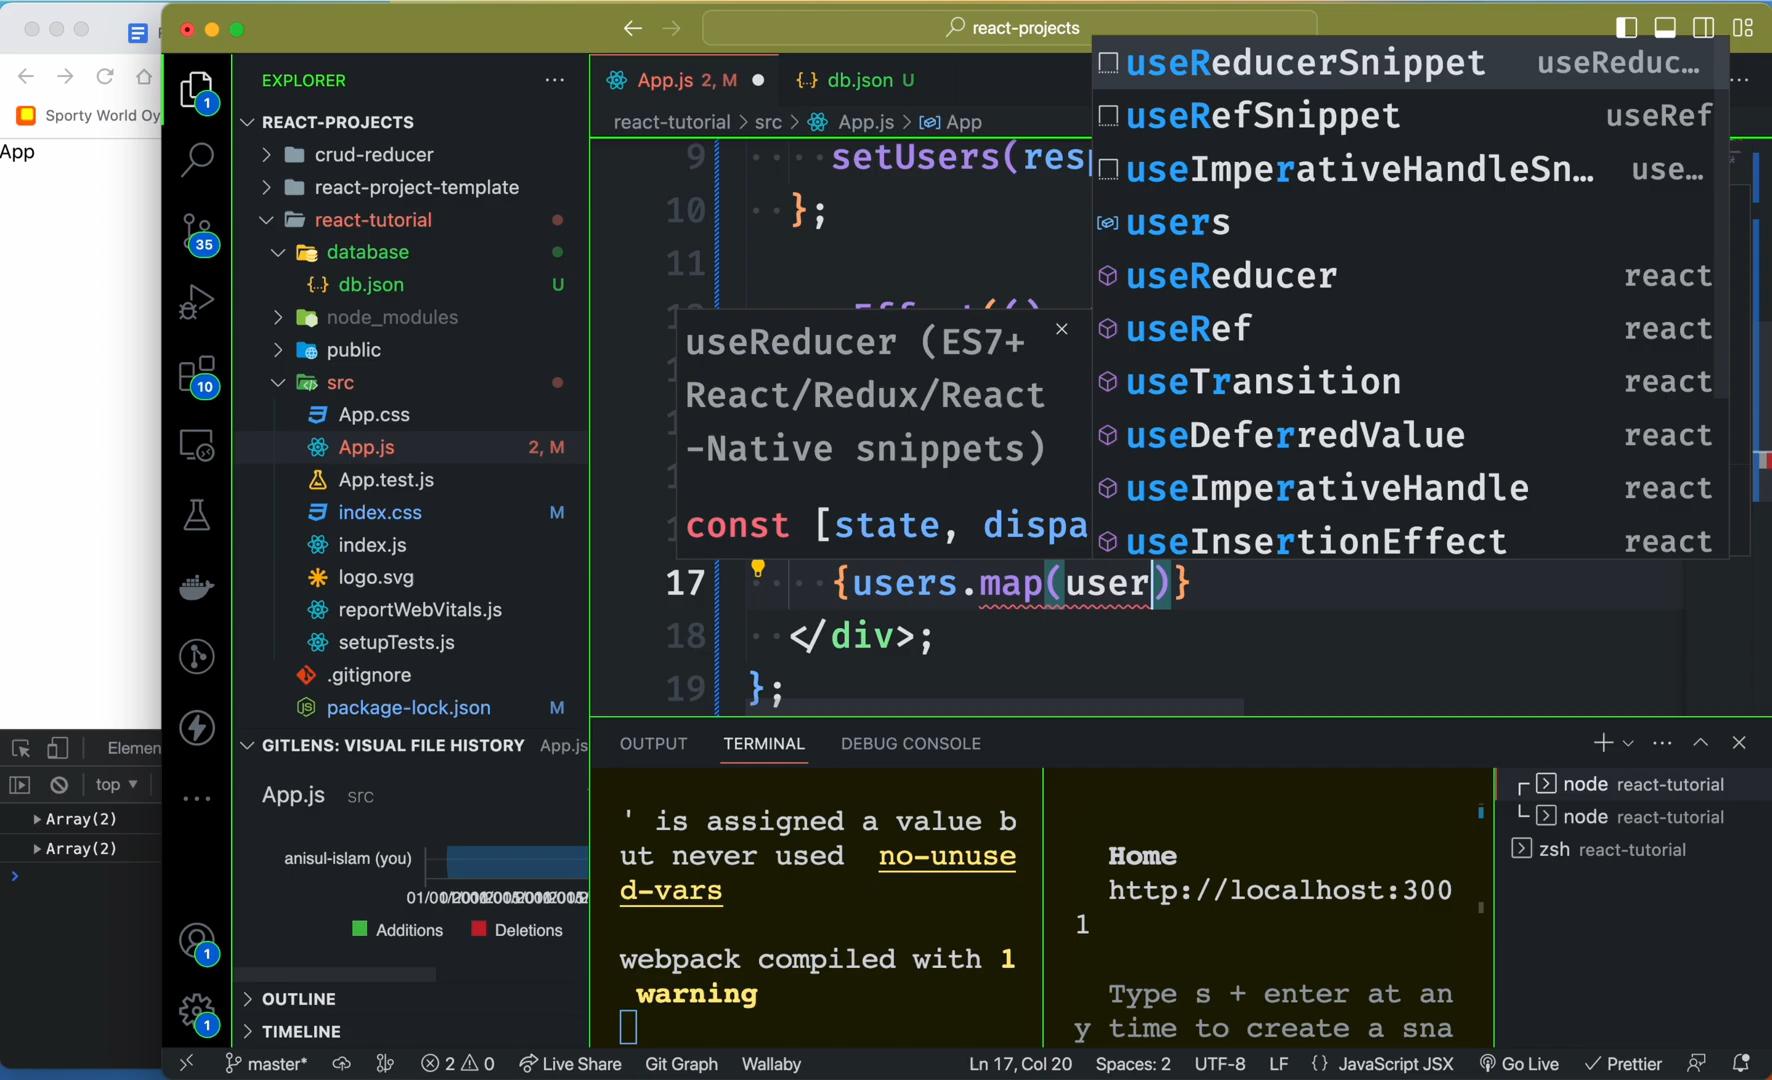 react-projects
Sporty World Oy
App
EXPLORER
REACT-PROJECTS
crud-reducer
react-project-template
react-tutorial
database
db.json U
node_modules
public
src
App.css
App.js 2, M
App.test.js
index.css M
index.js
logo.svg
reportWebVitals.js
setupTests.js
.gitignore
package-lock.json M
GITLENS: VISUAL FILE HISTORY App.js
App.js src
anisul-islam (you)
Additions
Deletions
OUTLINE
TIMELINE
1
35
10
1
1
App.js 2, M
db.json U
react-tutorial > src > App.js > App
9 setUsers(resp
10 };
11
useReducer (ES7+
React/Redux/React
-Native snippets)
const [state, dispa
useReducerSnippet useReduc…
useRefSnippet useRef
useImperativeHandleSn… use…
users
useReducer react
useRef react
useTransition react
useDeferredValue react
useImperativeHandle react
useInsertionEffect react
17 {users.map(user)}
18 </div>;
19 };
OUTPUT TERMINAL DEBUG CONSOLE
' is assigned a value b
ut never used no-unuse
d-vars
webpack compiled with 1
warning
Home
http://localhost:300
1
Type s + enter at an
y time to create a sna
node react-tutorial
node react-tutorial
zsh react-tutorial
Elemen
top
Array(2)
Array(2)
master* 2 0 Live Share Git Graph Wallaby Ln 17, Col 20 Spaces: 2 UTF-8 LF {} JavaScript JSX Go Live Prettier